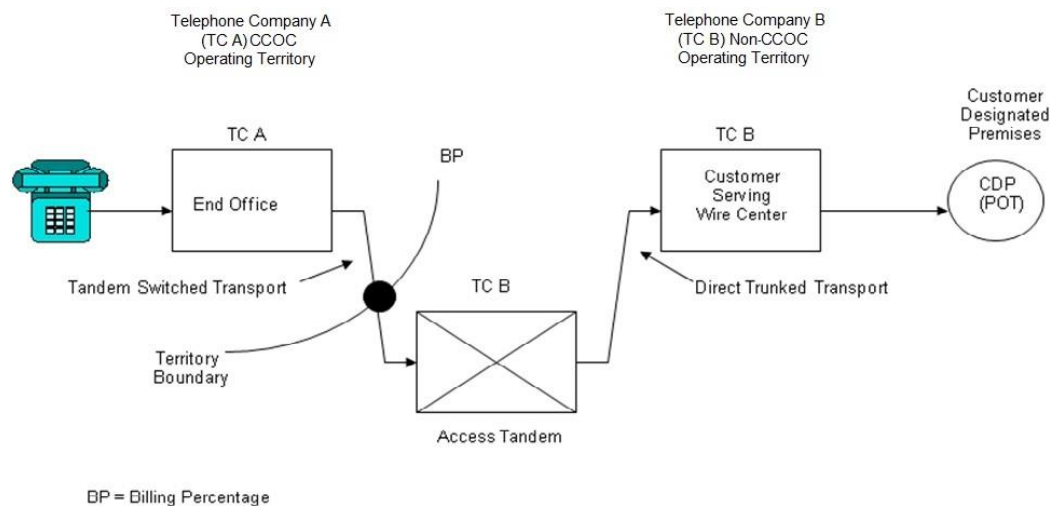 Telephone Company A
(TC A) CCOC
Operating Territory
Telephone Company B
(TC B) Non-CCOC
Operating Territory
Customer
Designated
Premises
TC A
BP
TC B
End Office
Customer
Serving
Wire Center
CDP
(POT)
Tandem Switched Transport
TC B
Direct Trunked Transport
Territory
Boundary
Access Tandem
BP = Billing Percentage